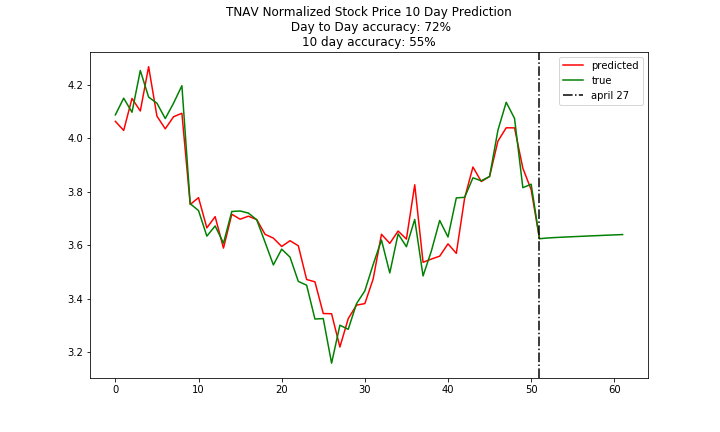 TNAV Normalized Stock Price 10 Day Prediction
Day to Day accuracy: 72%
10 day accuracy: 55%
predicted
true
april 27
4.2
4.0
3.8
3.6
3.4
3.2
0 10 20 30 40 50 60